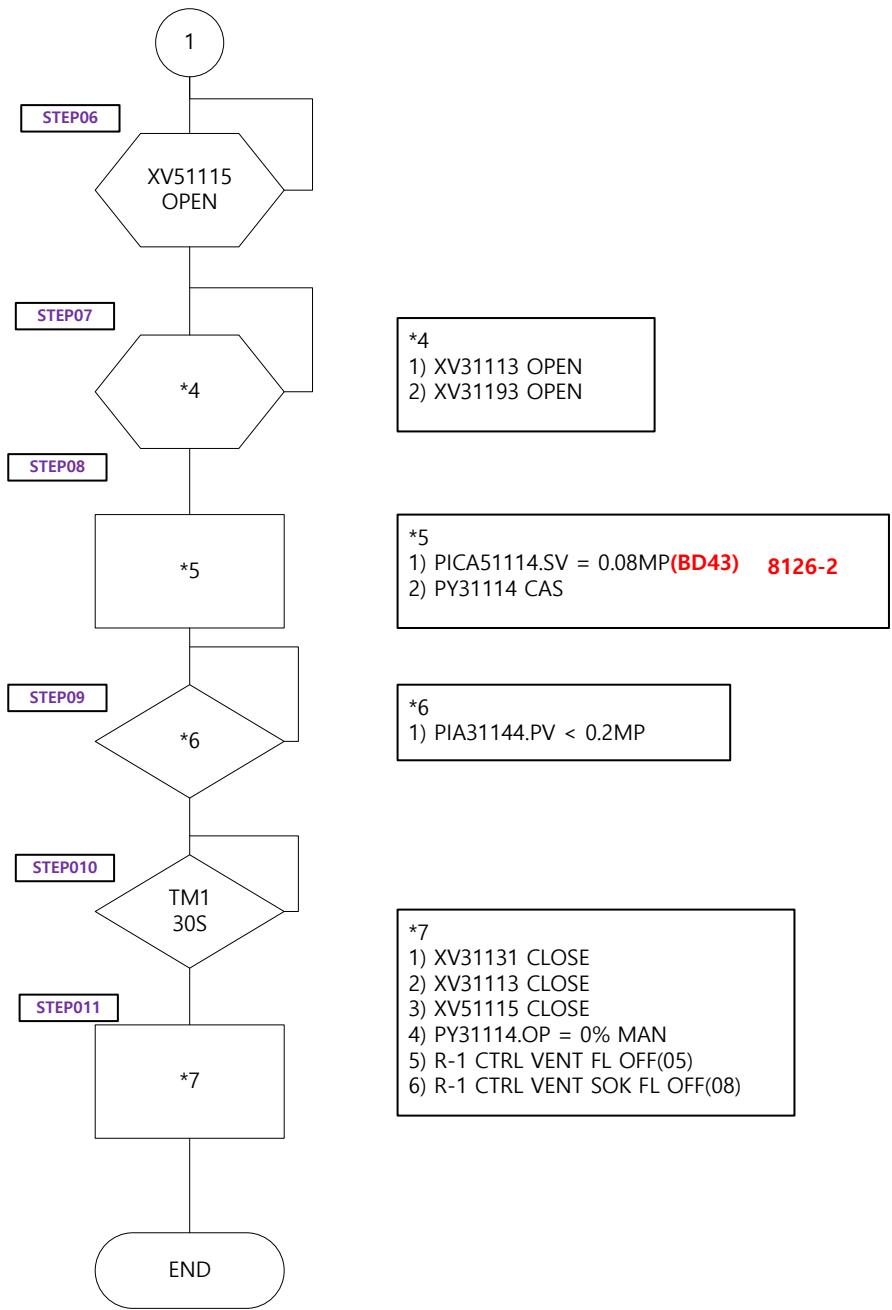 1
STEP06
XV51115
OPEN
STEP07
*4
*4
1) XV31113 OPEN
2) XV31193 OPEN
STEP08
*5
*5
1) PICA51114.SV = 0.08MP(BD43) 8126-2
2) PY31114 CAS
STEP09
*6
*6
1) PIA31144.PV < 0.2MP
STEP010
TM1
30S
STEP011
*7
*7
1) XV31131 CLOSE
2) XV31113 CLOSE
3) XV51115 CLOSE
4) PY31114.OP = 0% MAN
5) R-1 CTRL VENT FL OFF(05)
6) R-1 CTRL VENT SOK FL OFF(08)
END